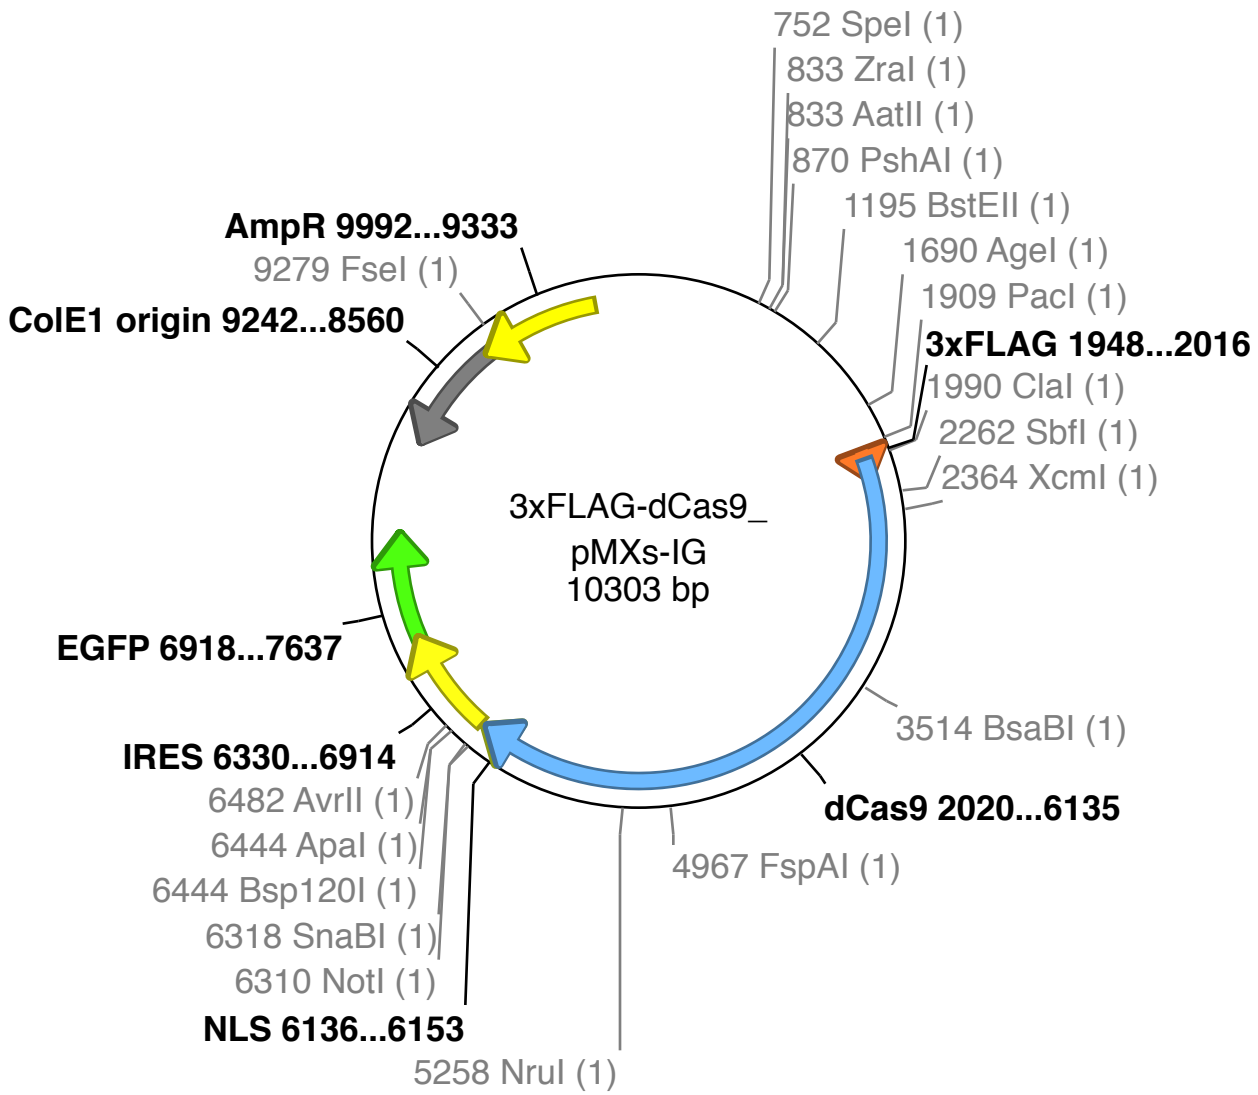 752 SpeI (1)
833 ZraI (1)
833 AatII (1)
870 PshAI (1)
1195 BstEII (1)
1690 AgeI (1)
1909 PacI (1)
3xFLAG 1948...2016
1990 ClaI (1)
2262 SbfI (1)
2364 XcmI (1)
AmpR 9992...9333
9279 FseI (1)
ColE1 origin 9242...8560
3xFLAG-dCas9_
pMXs-IG
10303 bp
EGFP 6918...7637
3514 BsaBI (1)
IRES 6330...6914
dCas9 2020...6135
6482 AvrII (1)
6444 ApaI (1)
4967 FspAI (1)
6444 Bsp120I (1)
6318 SnaBI (1)
6310 NotI (1)
NLS 6136...6153
5258 NruI (1)